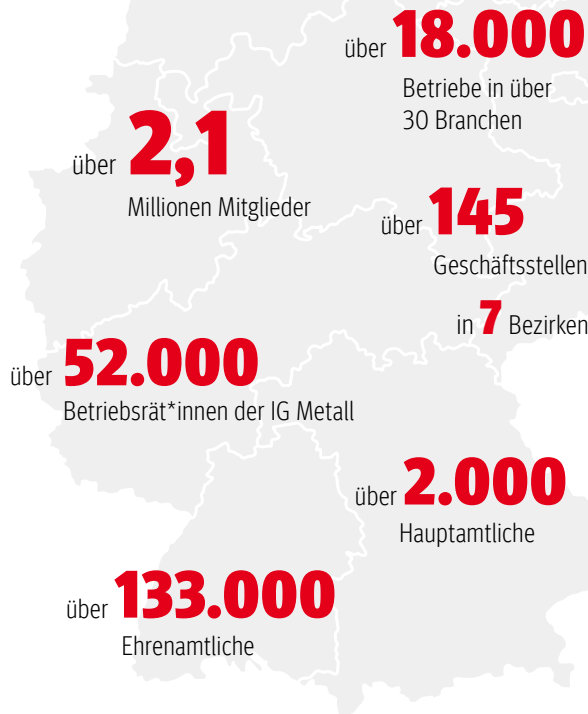 über 18.000
Betriebe in über
30 Branchen
über 2,1
Millionen Mitglieder
über 145
Geschäftsstellen
in 7 Bezirken
über 52.000
Betriebsrät*innen der IG Metall
über 2.000
Hauptamtliche
über 133.000
Ehrenamtliche